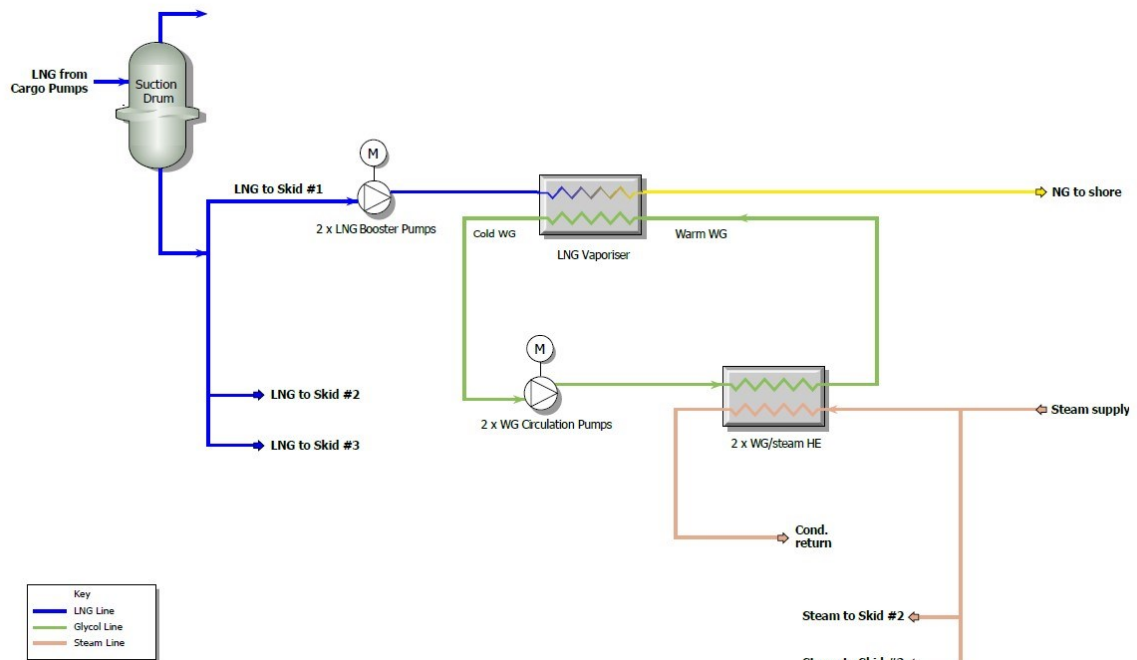 LNG from
Cargo Pumps
Suction
Drum
M
LNG to Skid #1
2 x LNG Booster Pumps
NG to shore
Cold WG
Warm WG
LNG Vaporiser
M
LNG to Skid #2
2 x WG Circulation Pumps
Steam supply
LNG to Skid #3
2 x WG/steam HE
Cond.
return
Key
LNG Line
Glycol Line
Steam Line
Steam to Skid #2